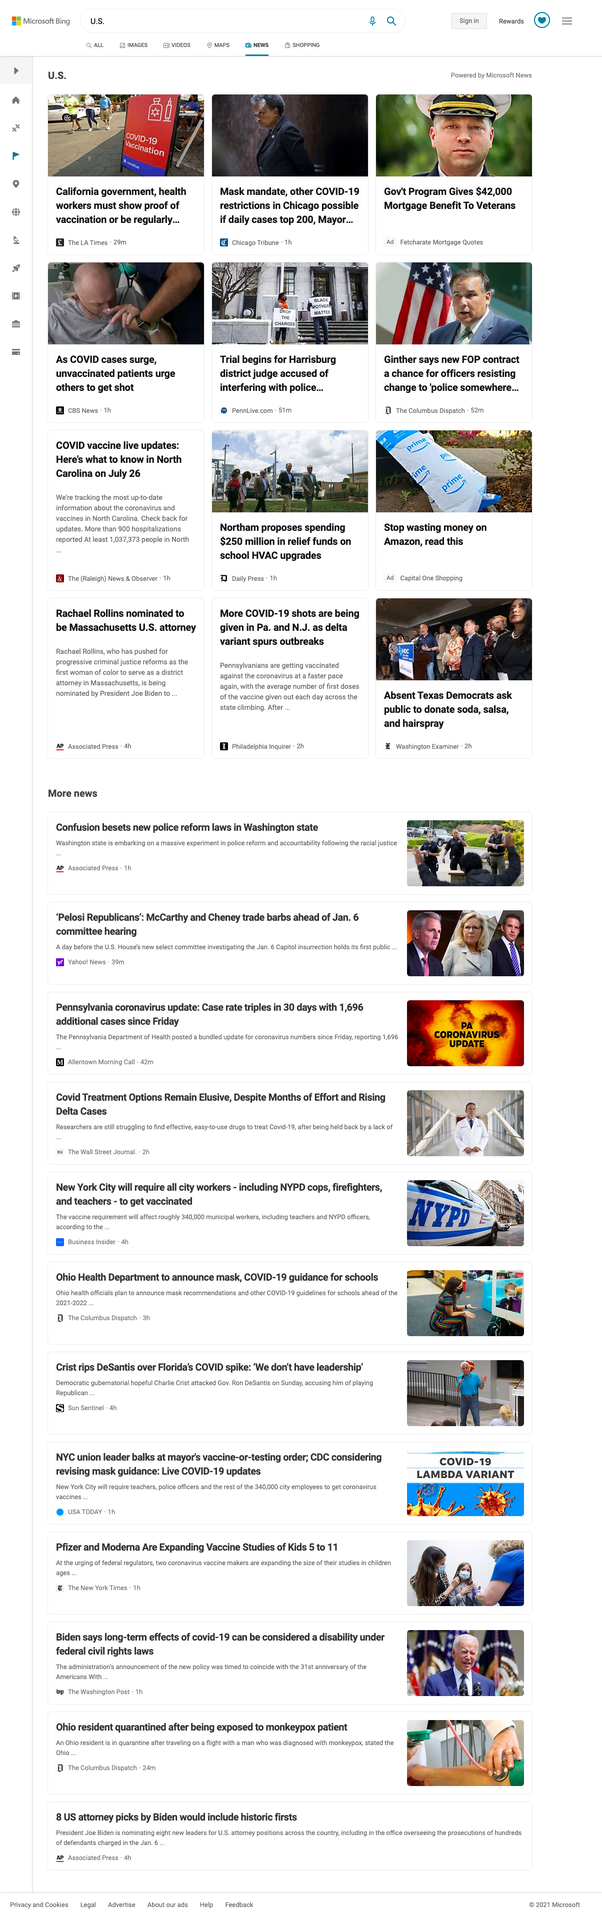 Microsoft Bing
U.S.
Sign in
Rewards
ALL
IMAGES
VIDEOS
MAPS
NEWS
SHOPPING
U.S.
Powered by Microsoft News
COVID-19
Vaccination
California government, health
workers must show proof of
vaccination or be regularly...
The LA Times · 29m
Mask mandate, other COVID-19
restrictions in Chicago possible
if daily cases top 200, Mayor...
Chicago Tribune · 1h
Gov't Program Gives $42,000
Mortgage Benefit To Veterans
Ad Fetcharate Mortgage Quotes
As COVID cases surge,
unvaccinated patients urge
others to get shot
CBS News · 1h
DROP
THE
CHARGES
BLACK
MOTHER
MATTER
Trial begins for Harrisburg
district judge accused of
interfering with police...
PennLive.com · 51m
Ginther says new FOP contract
a chance for officers resisting
change to 'police somewhere...
The Columbus Dispatch · 52m
COVID vaccine live updates:
Here's what to know in North
Carolina on July 26
We're tracking the most up-to-date
information about the coronavirus and
vaccines in North Carolina. Check back for
updates. More than 900 hospitalizations
reported At least 1,037,373 people in North
...
The (Raleigh) News & Observer · 1h
Northam proposes spending
$250 million in relief funds on
school HVAC upgrades
Daily Press · 1h
prime
prime
prime
Stop wasting money on
Amazon, read this
Ad Capital One Shopping
Rachael Rollins nominated to
be Massachusetts U.S. attorney
Rachael Rollins, who has pushed for
progressive criminal justice reforms as the
first woman of color to serve as a district
attorney in Massachusetts, is being
nominated by President Joe Biden to ...
AP Associated Press · 4h
More COVID-19 shots are being
given in Pa. and N.J. as delta
variant spurs outbreaks
Pennsylvanians are getting vaccinated
against the coronavirus at a faster pace
again, with the average number of first doses
of the vaccine given out each day across the
state climbing. After ...
Philadelphia Inquirer · 2h
Absent Texas Democrats ask
public to donate soda, salsa,
and hairspray
Washington Examiner · 2h
More news
Confusion besets new police reform laws in Washington state
Washington state is embarking on a massive experiment in police reform and accountability following the racial justice
...
AP Associated Press · 1h
'Pelosi Republicans': McCarthy and Cheney trade barbs ahead of Jan. 6
committee hearing
A day before the U.S. House's new select committee investigating the Jan. 6 Capitol insurrection holds its first public ...
Yahoo! News · 39m
Pennsylvania coronavirus update: Case rate triples in 30 days with 1,696
additional cases since Friday
The Pennsylvania Department of Health posted a bundled update for coronavirus numbers since Friday, reporting 1,696
...
Allentown Morning Call · 42m
PA
CORONAVIRUS
UPDATE
Covid Treatment Options Remain Elusive, Despite Months of Effort and Rising
Delta Cases
Researchers are still struggling to find effective, easy-to-use drugs to treat Covid-19, after being held back by a lack of
...
The Wall Street Journal. · 2h
New York City will require all city workers - including NYPD cops, firefighters,
and teachers - to get vaccinated
The vaccine requirement will affect roughly 340,000 municipal workers, including teachers and NYPD officers,
according to the ...
Business Insider · 4h
NYPD
Ohio Health Department to announce mask, COVID-19 guidance for schools
Ohio health officials plan to announce mask recommendations and other COVID-19 guidelines for schools ahead of the
2021-2022 ...
The Columbus Dispatch · 3h
Crist rips DeSantis over Florida's COVID spike: 'We don't have leadership'
Democratic gubernatorial hopeful Charlie Crist attacked Gov. Ron DeSantis on Sunday, accusing him of playing
Republican ...
Sun Sentinel · 4h
NYC union leader balks at mayor's vaccine-or-testing order; CDC considering
revising mask guidance: Live COVID-19 updates
New York City will require teachers, police officers and the rest of the 340,000 city employees to get coronavirus
vaccines ...
USA TODAY · 1h
COVID-19
LAMBDA VARIANT
Pfizer and Moderna Are Expanding Vaccine Studies of Kids 5 to 11
At the urging of federal regulators, two coronavirus vaccine makers are expanding the size of their studies in children
ages ...
The New York Times · 1h
Biden says long-term effects of covid-19 can be considered a disability under
federal civil rights laws
The administration's announcement of the new policy was timed to coincide with the 31st anniversary of the
Americans With ...
wp The Washington Post · 1h
Ohio resident quarantined after being exposed to monkeypox patient
An Ohio resident is in quarantine after traveling on a flight with a man who was diagnosed with monkeypox, stated the
Ohio ...
The Columbus Dispatch · 24m
8 US attorney picks by Biden would include historic firsts
President Joe Biden is nominating eight new leaders for U.S. attorney positions across the country, including in the office overseeing the prosecutions of hundreds
of defendants charged in the Jan. 6 ...
AP Associated Press · 4h
Privacy and Cookies
Legal
Advertise
About our ads
Help
Feedback
© 2021 Microsoft